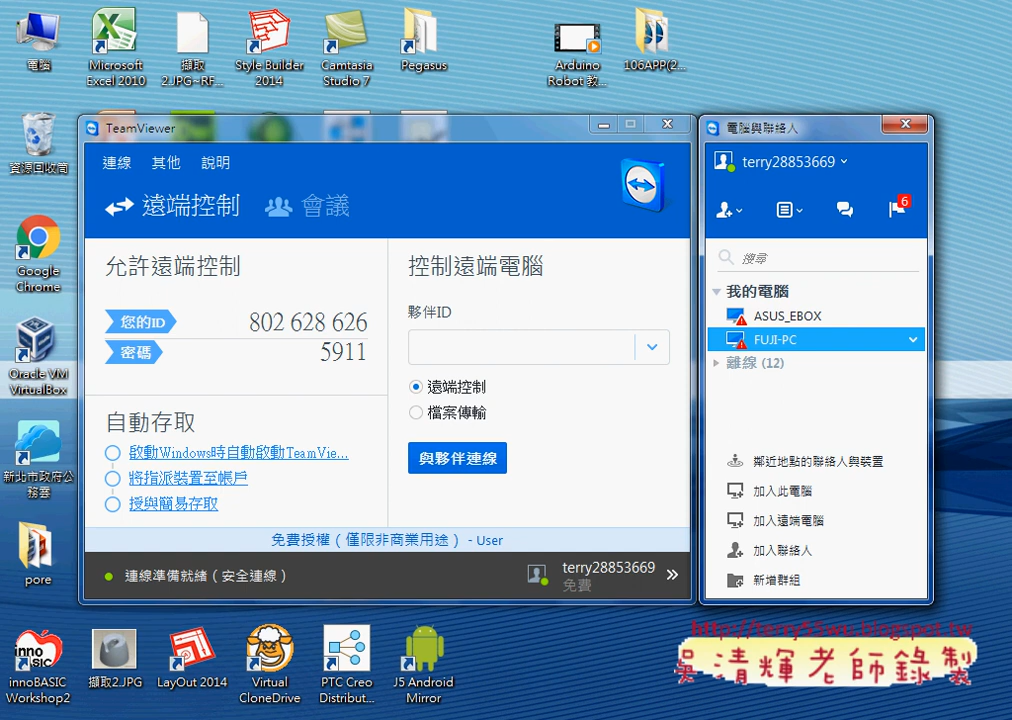 電腦
Microsoft
Excel 2010
擷取
2.JPG~RF...
Style Builder
2014
Camtasia
Studio 7
Pegasus
Arduino
Robot 教...
106APP(2...
資源回收筒
Google
Chrome
Oracle VM
VirtualBox
新北市政府公
務雲
pore
TeamViewer
連線 其他 說明
遠端控制 會議
允許遠端控制
您的ID 802 628 626
密碼 5911
自動存取
啟動Windows時自動啟動TeamVie...
將指派裝置至帳戶
授與簡易存取
控制遠端電腦
夥伴ID
遠端控制
檔案傳輸
與夥伴連線
免費授權（僅限非商業用途） - User
連線準備就緒（安全連線）
terry28853669
免費
電腦與聯絡人
terry28853669
6
搜尋
我的電腦
ASUS_EBOX
FUJI-PC
離線 (12)
鄰近地點的聯絡人與裝置
加入此電腦
加入遠端電腦
加入聯絡人
新增群組
inno
BASIC
innoBASIC
Workshop2
擷取2.JPG
LayOut 2014
Virtual
CloneDrive
PTC Creo
Distribut...
J5 Android
Mirror
http://terry55wu.blogspot.tw
吳清輝老師錄製